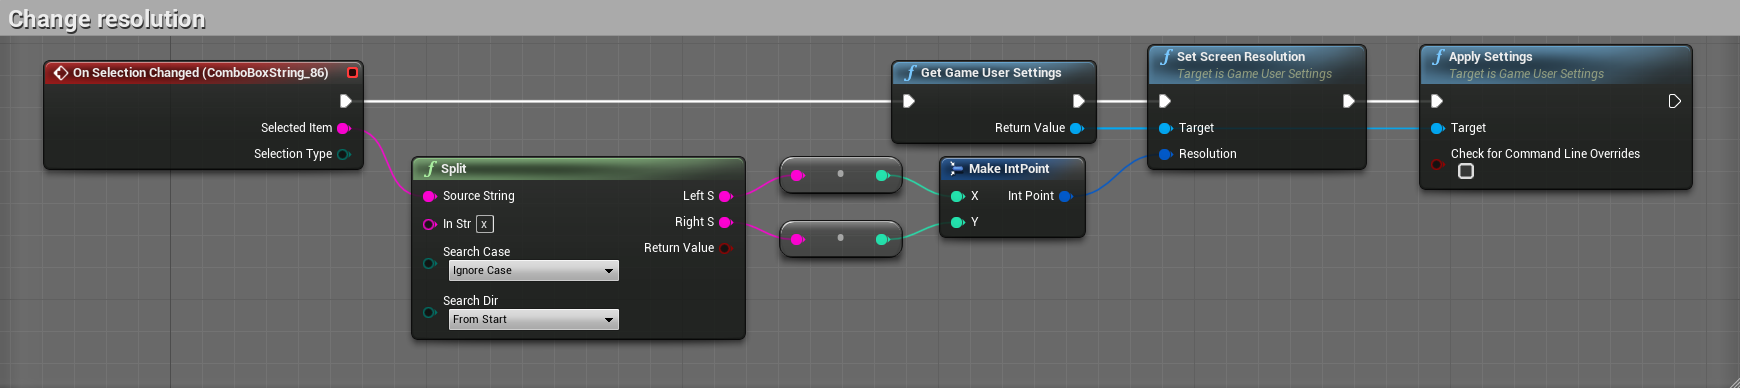 Change resolution
On Selection Changed (ComboBoxString_86)
Selected Item
Selection Type
Split
Source String
Left S
In Str
x
Right S
Return Value
Search Case
Ignore Case
Search Dir
From Start
Get Game User Settings
Return Value
Make IntPoint
X
Int Point
Y
Set Screen Resolution
Target is Game User Settings
Target
Resolution
Apply Settings
Target is Game User Settings
Target
Check for Command Line Overrides